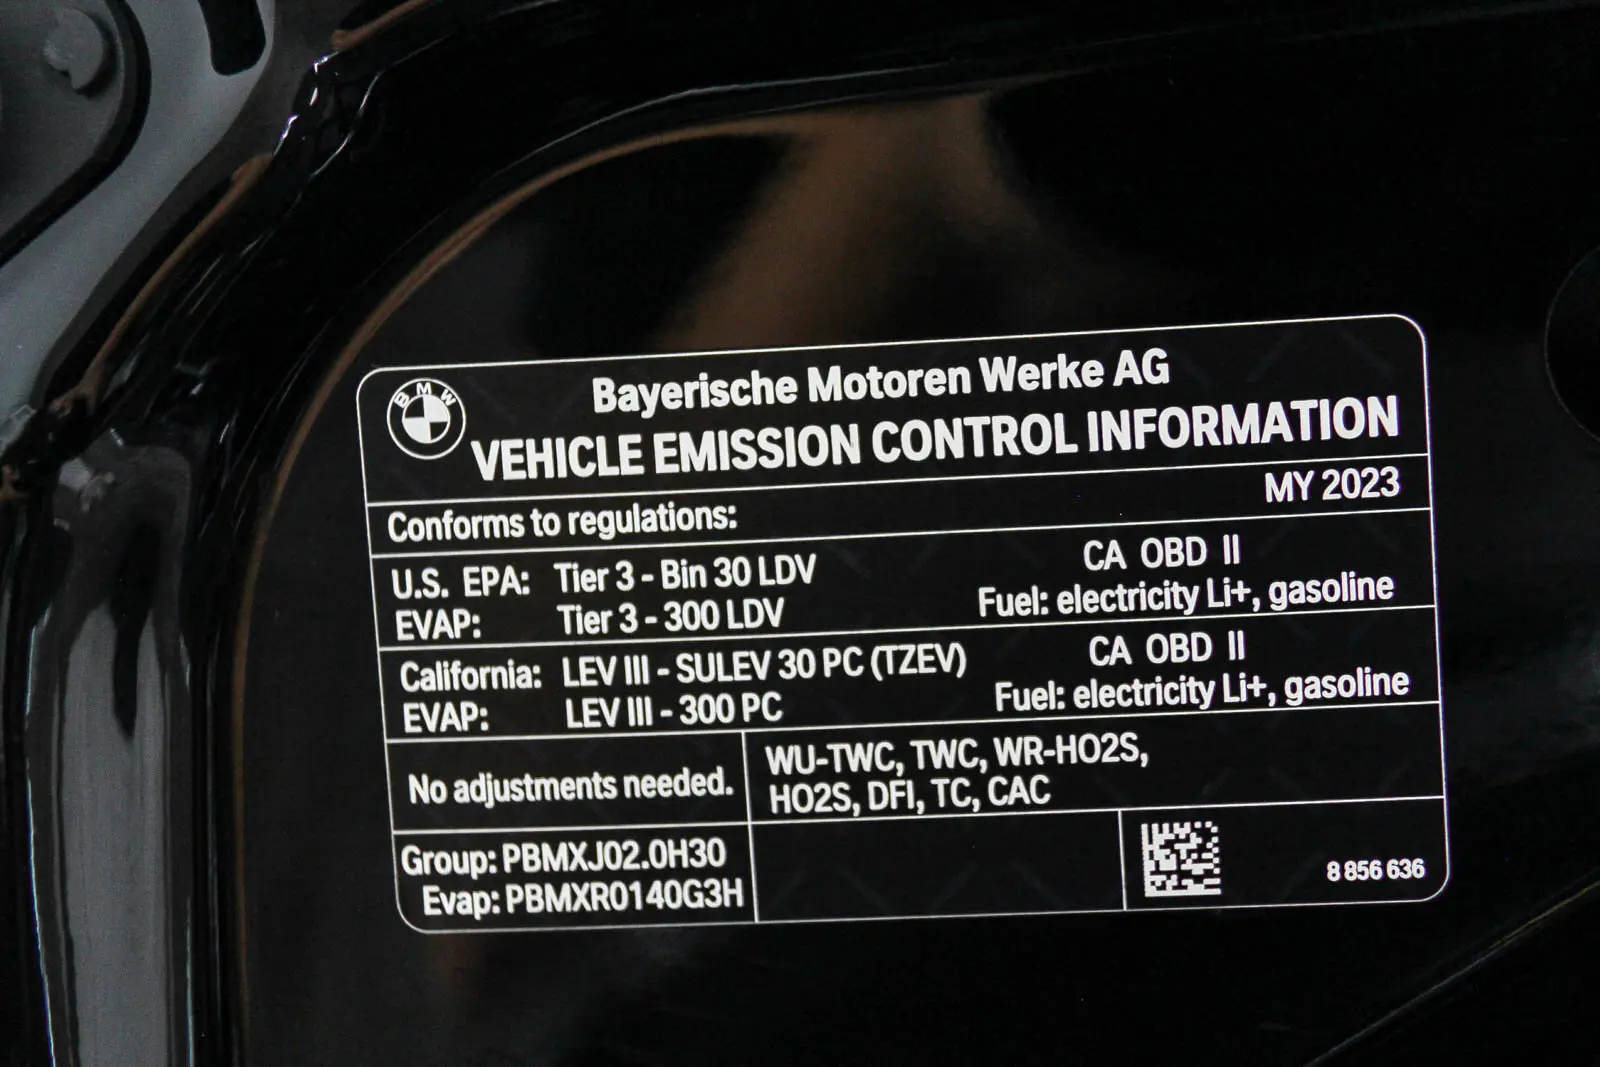 BMW
Bayerische Motoren Werke AG
VEHICLE EMISSION CONTROL INFORMATION
MY 2023
Conforms to regulations:
U.S. EPA: Tier 3 - Bin 30 LDV CA OBD II
EVAP: Tier 3 - 300 LDV Fuel: electricity Li+, gasoline
California: LEV III - SULEV 30 PC (TZEV) CA OBD II
EVAP: LEV III - 300 PC Fuel: electricity Li+, gasoline
No adjustments needed.
WU-TWC, TWC, WR-HO2S,
HO2S, DFI, TC, CAC
Group: PBMXJ02.0H30
Evap: PBMXR0140G3H
8 856 636